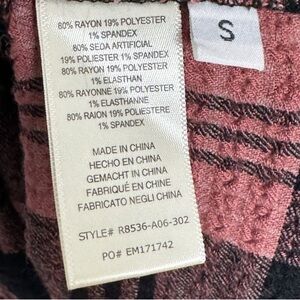 80% RAYON 19% POLYESTER
1% SPANDEX
80% SEOA ARTIFICIAL
19% POLIESTER 1% SPANDEX
80% RAYON 19% POLYESTER
1% ELASTHAN
80% RAYONNE 19% POLYESTER
1% ELASTHANNE
80% RAION 19% POLIESTERE
1% SPANDEX
MADE IN CHINA
HECHO EN CHINA
GEMACHT IN CHINA
FABRIQUÉ EN CHINE
FABRICATO NEGLI CHINA
STYLE# R8536-A06-302
PO# EM171742
S